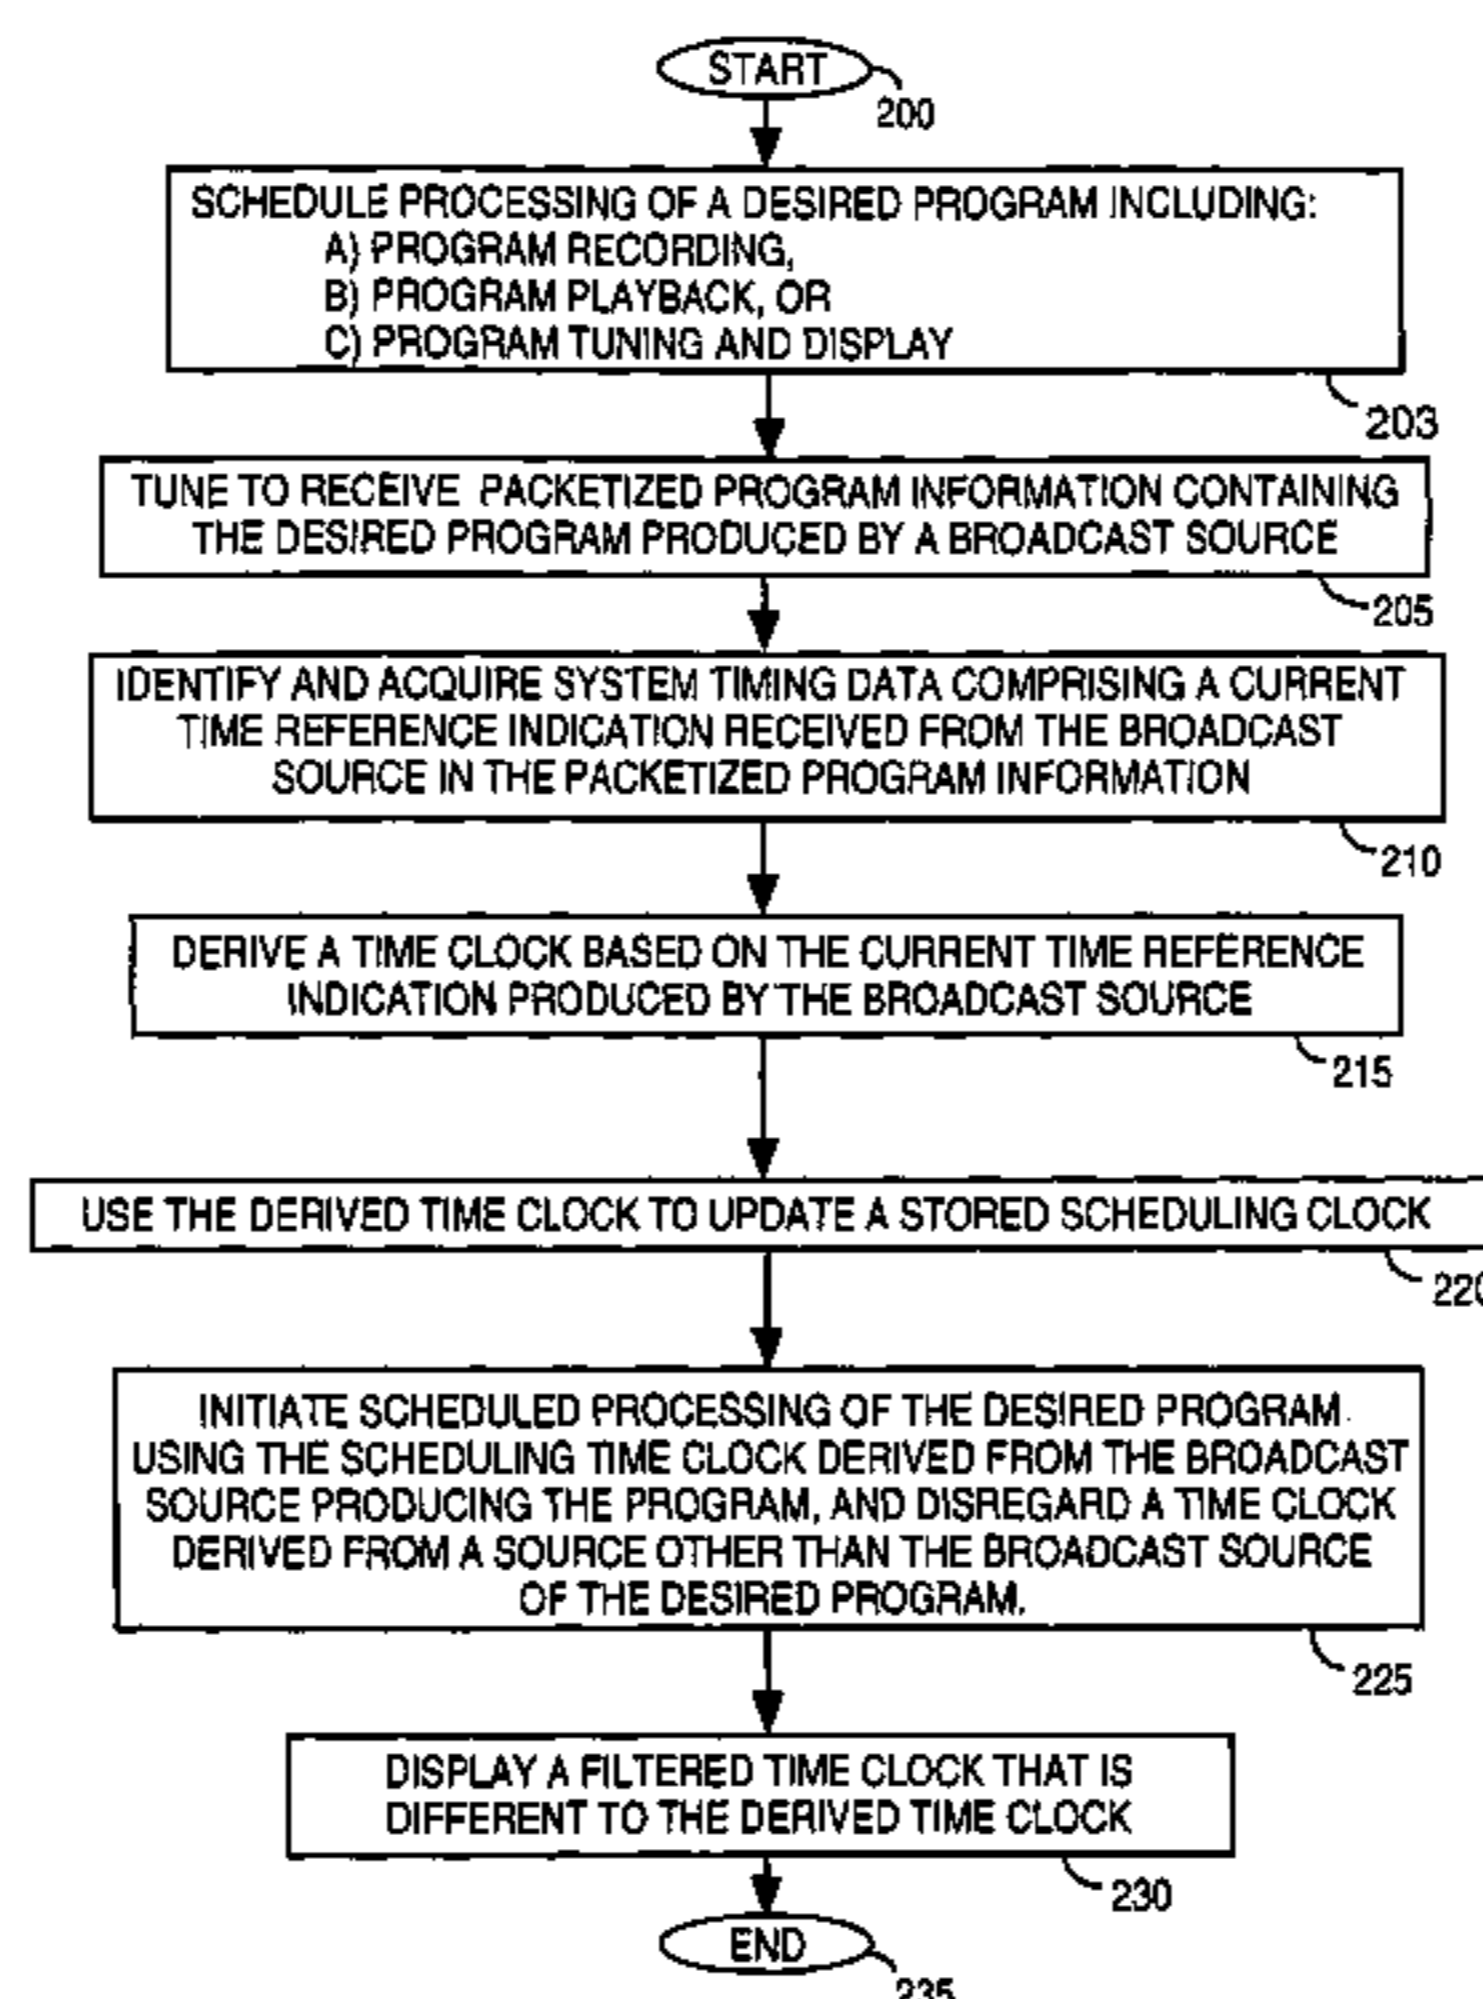 START
200
SCHEDULE PROCESSING OF A DESIRED PROGRAM INCLUDING:
A) PROGRAM RECORDING,
B) PROGRAM PLAYBACK, OR
C) PROGRAM TUNING AND DISPLAY
203
TUNE TO RECEIVE PACKETIZED PROGRAM INFORMATION CONTAINING
THE DESIRED PROGRAM PRODUCED BY A BROADCAST SOURCE
205
IDENTIFY AND ACQUIRE SYSTEM TIMING DATA COMPRISING A CURRENT
TIME REFERENCE INDICATION RECEIVED FROM THE BROADCAST
SOURCE IN THE PACKETIZED PROGRAM INFORMATION
210
DERIVE A TIME CLOCK BASED ON THE CURRENT TIME REFERENCE
INDICATION PRODUCED BY THE BROADCAST SOURCE
215
USE THE DERIVED TIME CLOCK TO UPDATE A STORED SCHEDULING CLOCK
220
INITIATE SCHEDULED PROCESSING OF THE DESIRED PROGRAM
USING THE SCHEDULING TIME CLOCK DERIVED FROM THE BROADCAST
SOURCE PRODUCING THE PROGRAM, AND DISREGARD A TIME CLOCK
DERIVED FROM A SOURCE OTHER THAN THE BROADCAST SOURCE
OF THE DESIRED PROGRAM.
225
DISPLAY A FILTERED TIME CLOCK THAT IS
DIFFERENT TO THE DERIVED TIME CLOCK
230
END
235